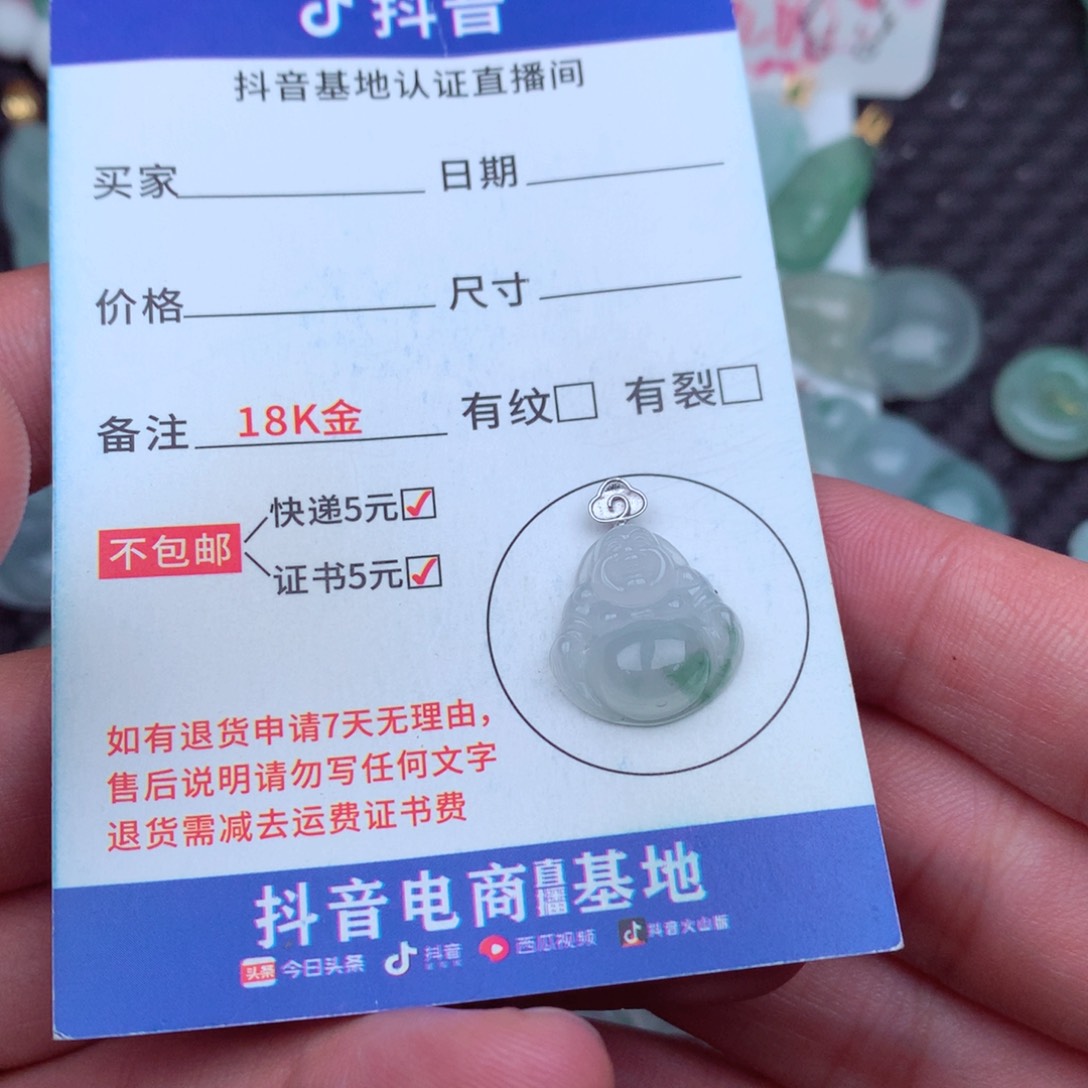 抖音
抖音基地认证直播间
买家 日期
价格 尺寸
备注 18K金 有纹 有裂
快递5元
不包邮
证书5元
如有退货申请7天无理由，
售后说明请勿写任何文字
退货需减去运费证书费
抖音电商直播基地
头条 今日头条 抖音 西瓜视频 抖音火山版